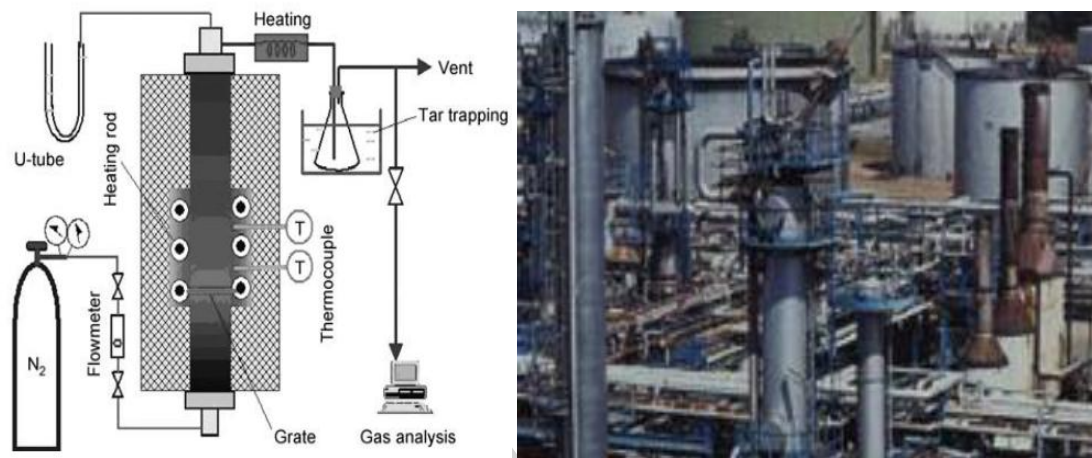 Heating
Vent
Tar trapping
U-tube
Heating rod
T
T
Thermocouple
Flowmeter
N2
Grate
Gas analysis